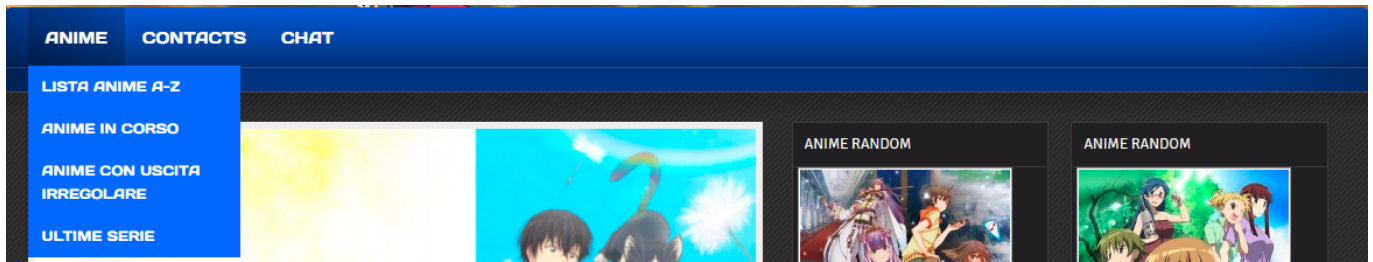 ANIME CONTACTS CHAT
LISTA ANIME A-Z
ANIME IN CORSO
ANIME CON USCITA
IRREGOLARE
ULTIME SERIE
ANIME RANDOM
ANIME RANDOM